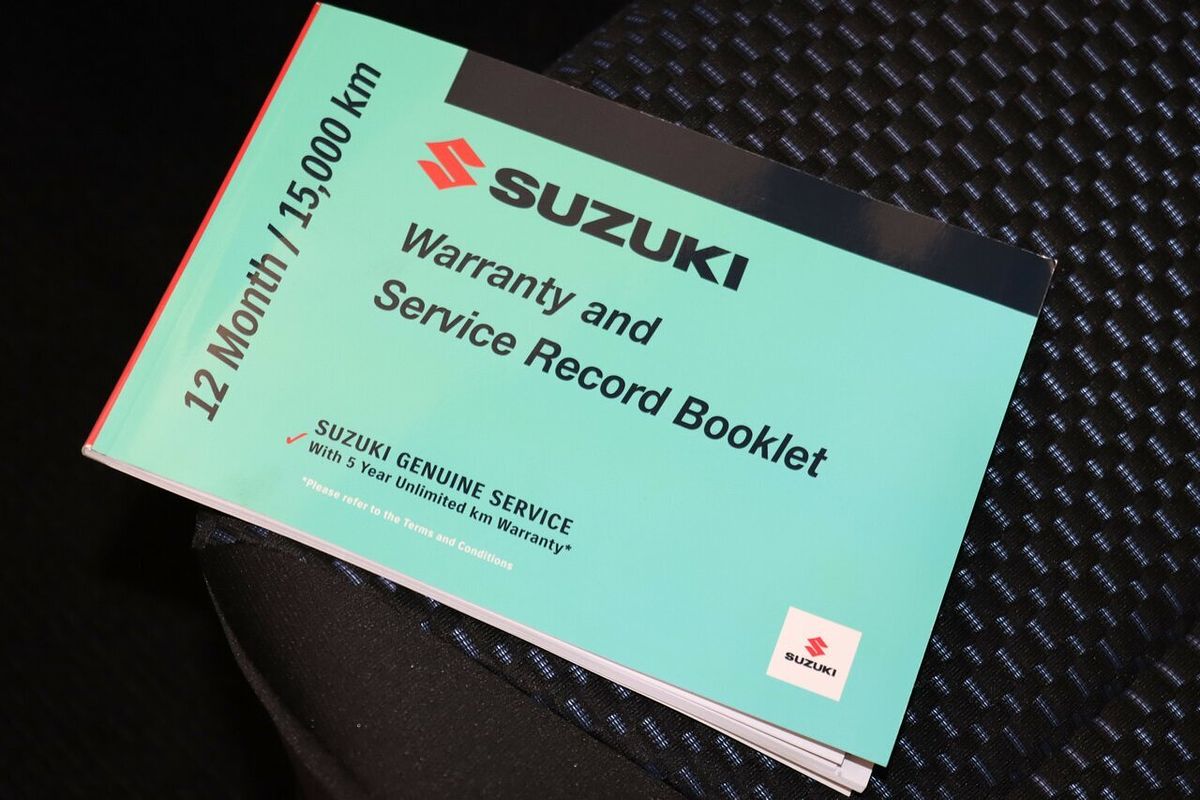 12 Month / 15,000 km
SUZUKI
Warranty and
Service Record Booklet
✓ SUZUKI GENUINE SERVICE
With 5 Year Unlimited km Warranty*
*Please refer to the Terms and Conditions
SUZUKI